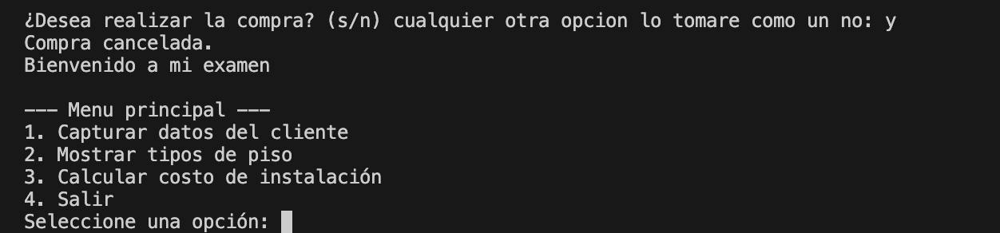 ¿Desea realizar la compra? (s/n) cualquier otra opcion lo tomare como un no: y
Compra cancelada.
Bienvenido a mi examen
--- Menu principal ---
1. Capturar datos del cliente
2. Mostrar tipos de piso
3. Calcular costo de instalación
4. Salir
Seleccione una opción: